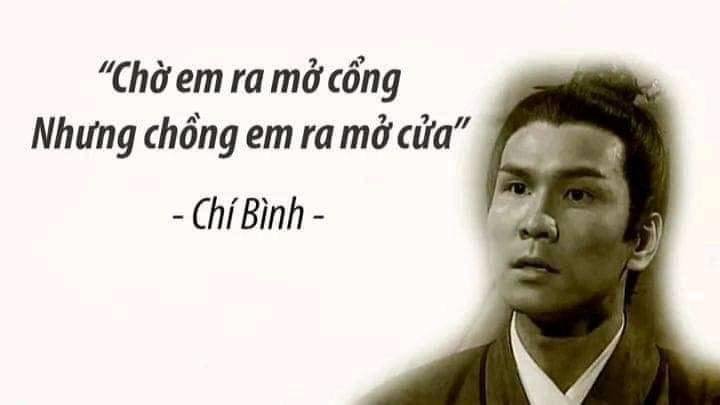 “Chờ em ra mở cổng
Nhưng chồng em ra mở cửa”
- Chí Bình -